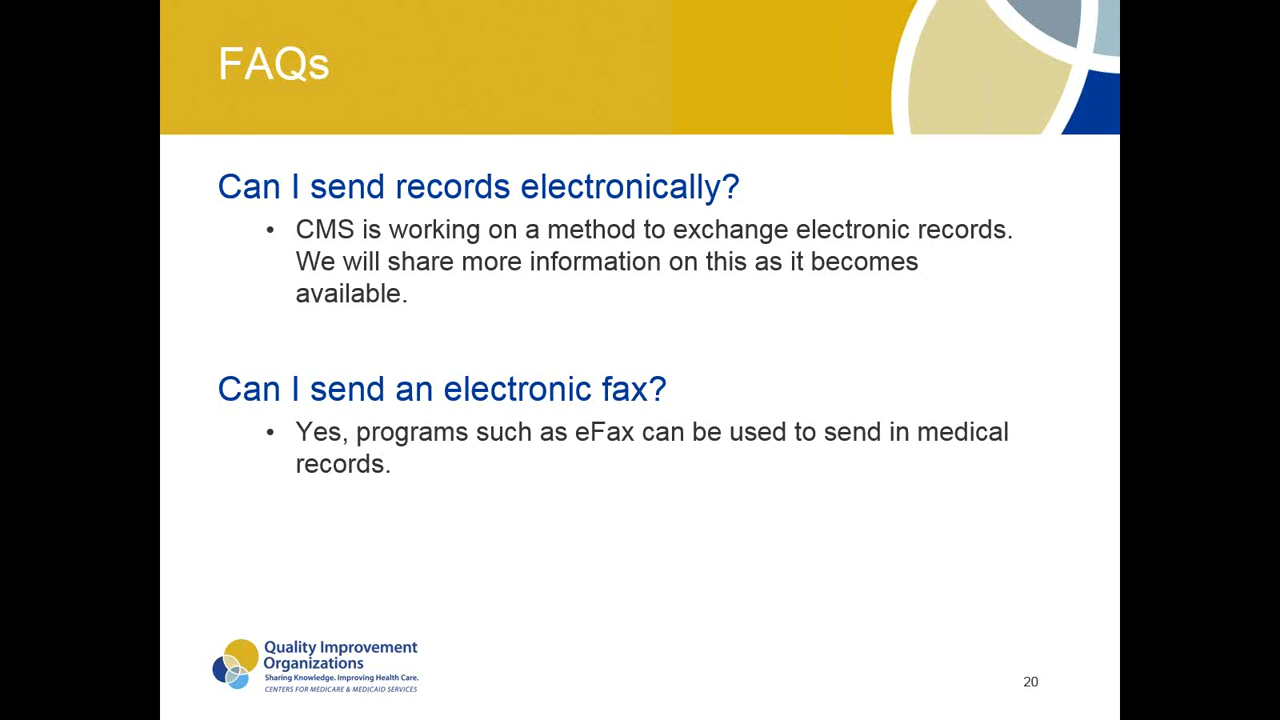 FAQs
Can I send records electronically?
• CMS is working on a method to exchange electronic records.
We will share more information on this as it becomes
available.
Can I send an electronic fax?
• Yes, programs such as eFax can be used to send in medical
records.
Quality Improvement
Organizations
Sharing Knowledge. Improving Health Care.
CENTERS FOR MEDICARE & MEDICAID SERVICES
20